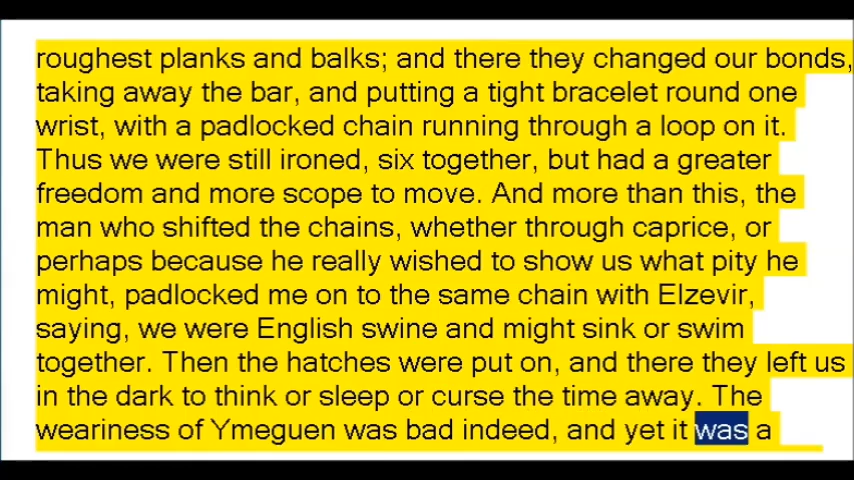 roughest planks and balks; and there they changed our bonds,
taking away the bar, and putting a tight bracelet round one
wrist, with a padlocked chain running through a loop on it.
Thus we were still ironed, six together, but had a greater
freedom and more scope to move. And more than this, the
man who shifted the chains, whether through caprice, or
perhaps because he really wished to show us what pity he
might, padlocked me on to the same chain with Elzevir,
saying, we were English swine and might sink or swim
together. Then the hatches were put on, and there they left us
in the dark to think or sleep or curse the time away. The
weariness of Ymeguen was bad indeed, and yet it was a